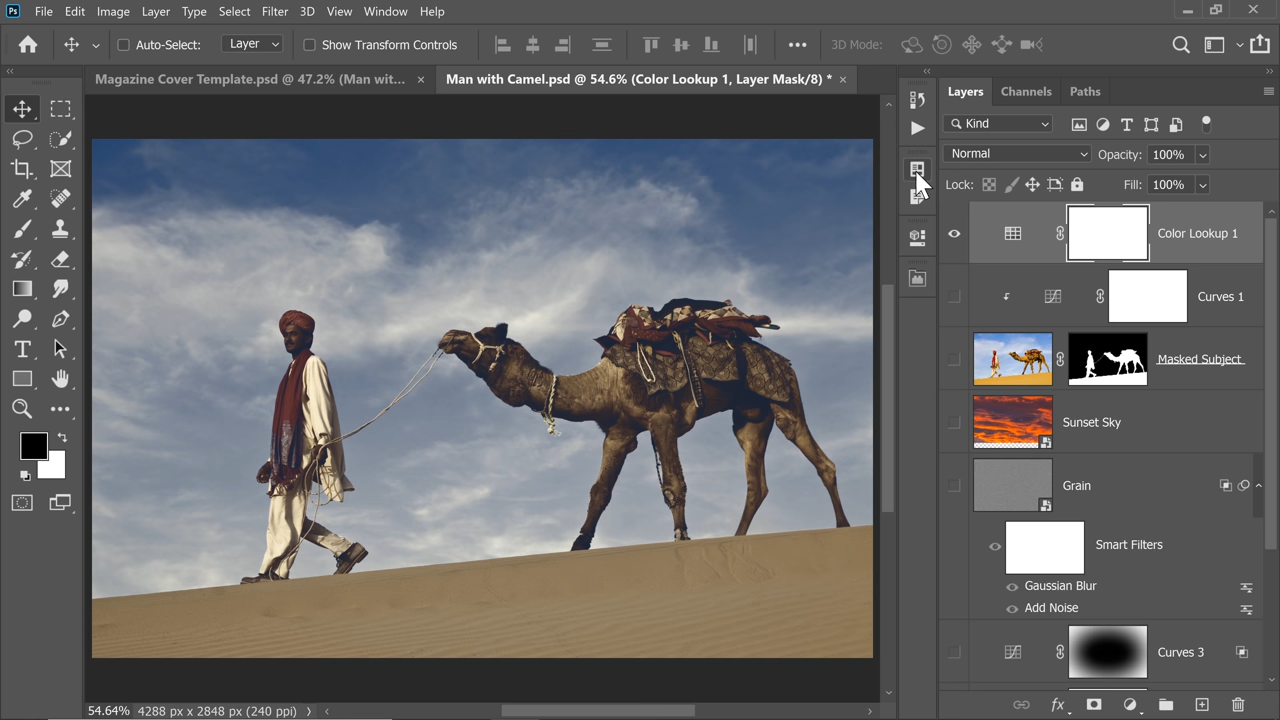 Ps File Edit Image Layer Type Select Filter 3D View Window Help
Auto-Select: Layer Show Transform Controls 3D Mode:
Magazine Cover Template.psd @ 47.2% (Man wit... × Man with Camel.psd @ 54.6% (Color Lookup 1, Layer Mask/8) * ×
Layers Channels Paths
Kind
Normal Opacity: 100%
Lock: Fill: 100%
Color Lookup 1
Curves 1
Masked Subject
Sunset Sky
Grain
Smart Filters
Gaussian Blur
Add Noise
Curves 3
54.64% 4288 px x 2848 px (240 ppi)